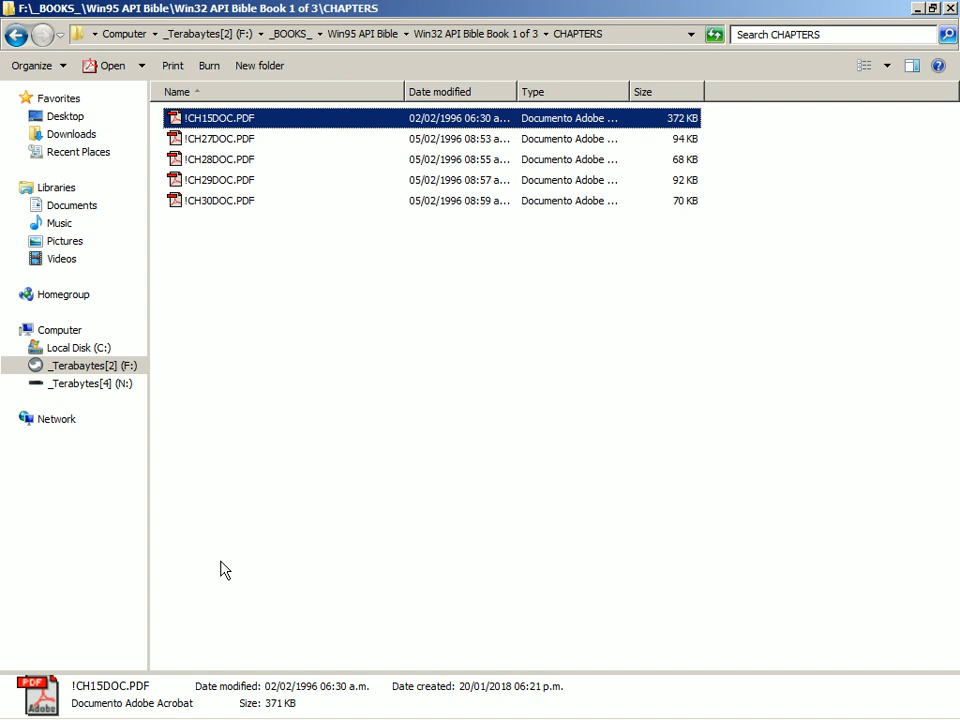 F:\_BOOKS_\Win95 API Bible\Win32 API Bible Book 1 of 3\CHAPTERS
Computer _Terabaytes[2] (F:) _BOOKS_ Win95 API Bible Win32 API Bible Book 1 of 3 CHAPTERS Search CHAPTERS
Organize Open Print Burn New folder
Name Date modified Type Size
!CH15DOC.PDF 02/02/1996 06:30 a... Documento Adobe ... 372 KB
!CH27DOC.PDF 05/02/1996 08:53 a... Documento Adobe ... 94 KB
!CH28DOC.PDF 05/02/1996 08:55 a... Documento Adobe ... 68 KB
!CH29DOC.PDF 05/02/1996 08:57 a... Documento Adobe ... 92 KB
!CH30DOC.PDF 05/02/1996 08:59 a... Documento Adobe ... 70 KB
Favorites
Desktop
Downloads
Recent Places
Libraries
Documents
Music
Pictures
Videos
Homegroup
Computer
Local Disk (C:)
_Terabaytes[2] (F:)
_Terabytes[4] (N:)
Network
PDF
Adobe
!CH15DOC.PDF Date modified: 02/02/1996 06:30 a.m. Date created: 20/01/2018 06:21 p.m.
Documento Adobe Acrobat Size: 371 KB